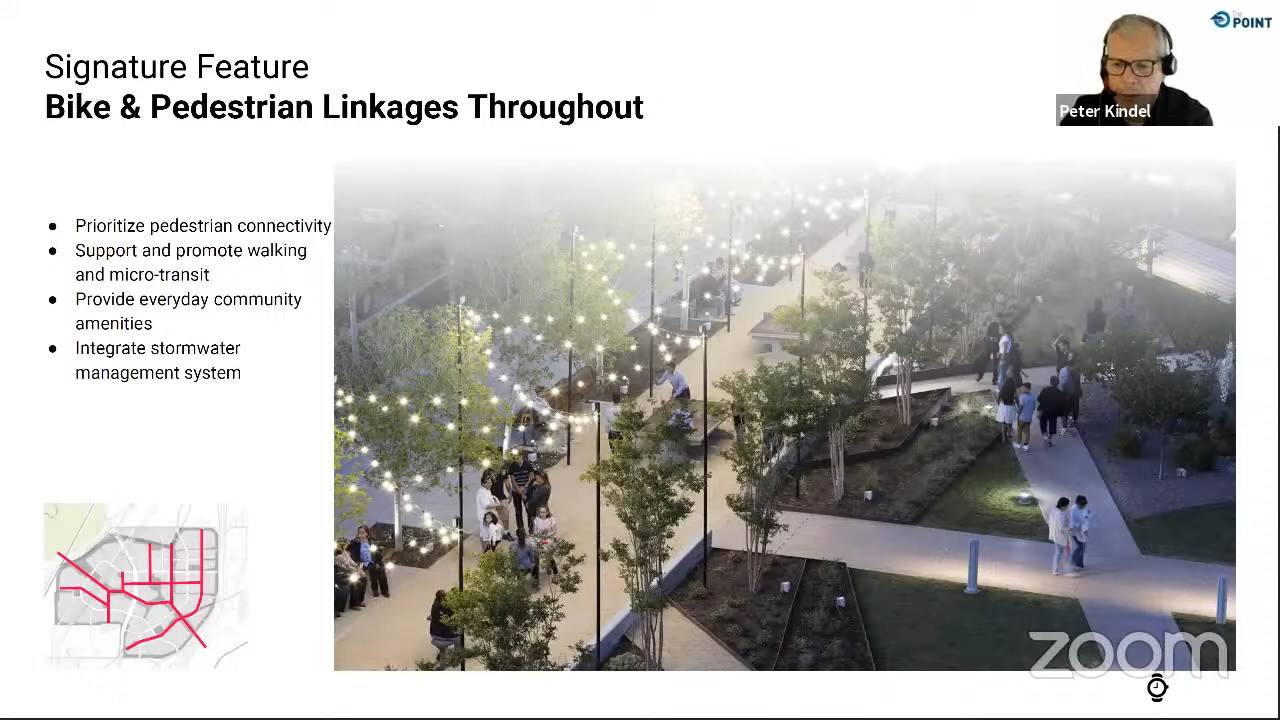 The
POINT
Signature Feature
Bike & Pedestrian Linkages Throughout
Peter Kindel
● Prioritize pedestrian connectivity
● Support and promote walking
and micro-transit
● Provide everyday community
amenities
● Integrate stormwater
management system
zoom